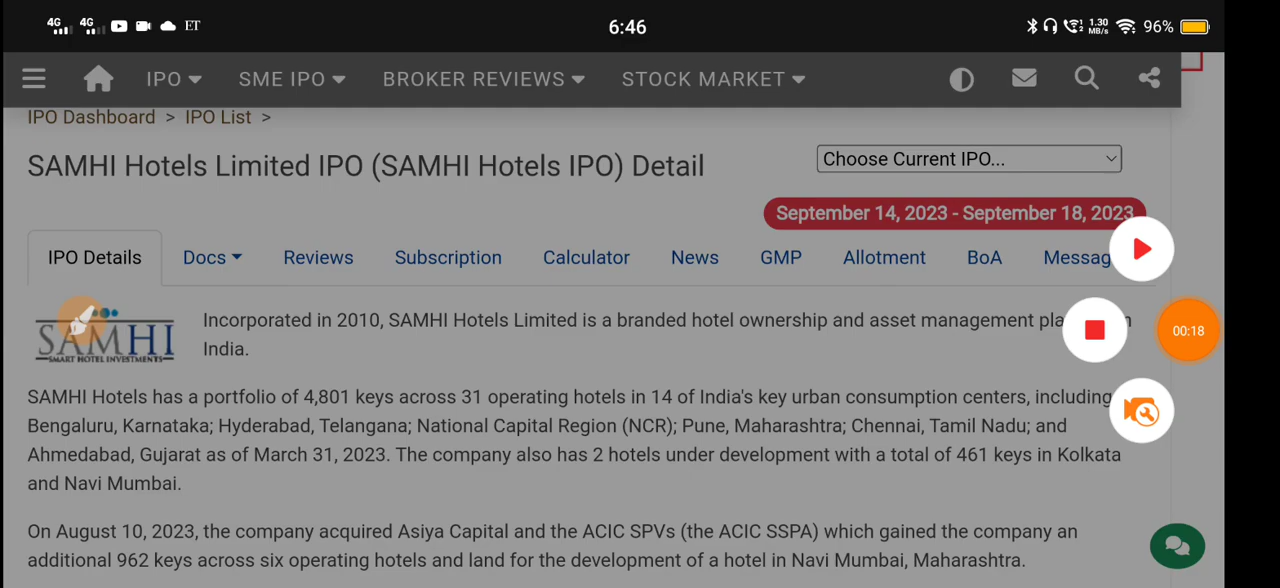 4G 4G ET 6:46 2 1.30 MB/s 96%
IPO SME IPO BROKER REVIEWS STOCK MARKET
IPO Dashboard > IPO List >
SAMHI Hotels Limited IPO (SAMHI Hotels IPO) Detail
Choose Current IPO...
September 14, 2023 - September 18, 2023
IPO Details Docs Reviews Subscription Calculator News GMP Allotment BoA Messag
SAMHI
SMART HOTEL INVESTMENTS
Incorporated in 2010, SAMHI Hotels Limited is a branded hotel ownership and asset management
India.
00:18
SAMHI Hotels has a portfolio of 4,801 keys across 31 operating hotels in 14 of India's key urban consumption centers, including
Bengaluru, Karnataka; Hyderabad, Telangana; National Capital Region (NCR); Pune, Maharashtra; Chennai, Tamil Nadu; and
Ahmedabad, Gujarat as of March 31, 2023. The company also has 2 hotels under development with a total of 461 keys in Kolkata
and Navi Mumbai.
On August 10, 2023, the company acquired Asiya Capital and the ACIC SPVs (the ACIC SSPA) which gained the company an
additional 962 keys across six operating hotels and land for the development of a hotel in Navi Mumbai, Maharashtra.